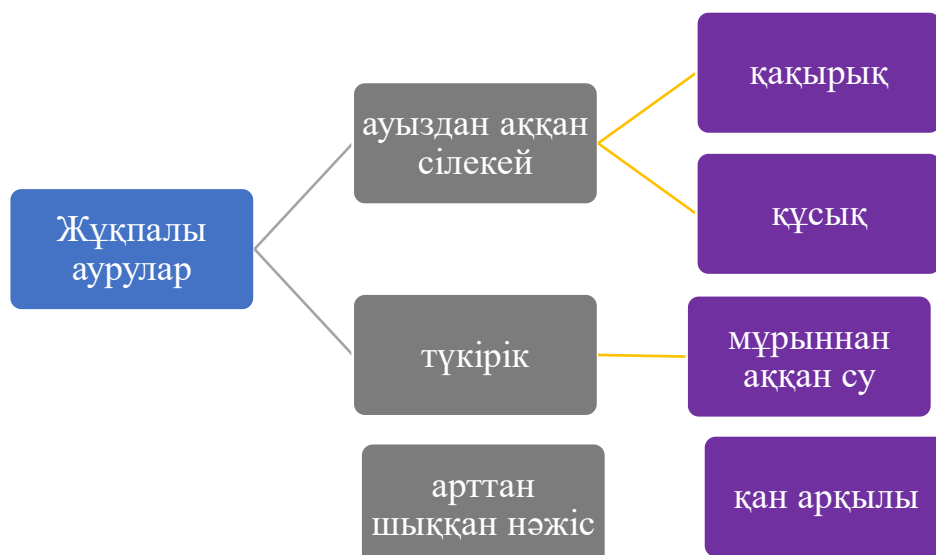 Жұқпалы
аурулар
ауыздан аққан
сілекей
қақырық
құсық
түкірік
мұрыннан
аққан су
арттан
шыққан нәжіс
қан арқылы